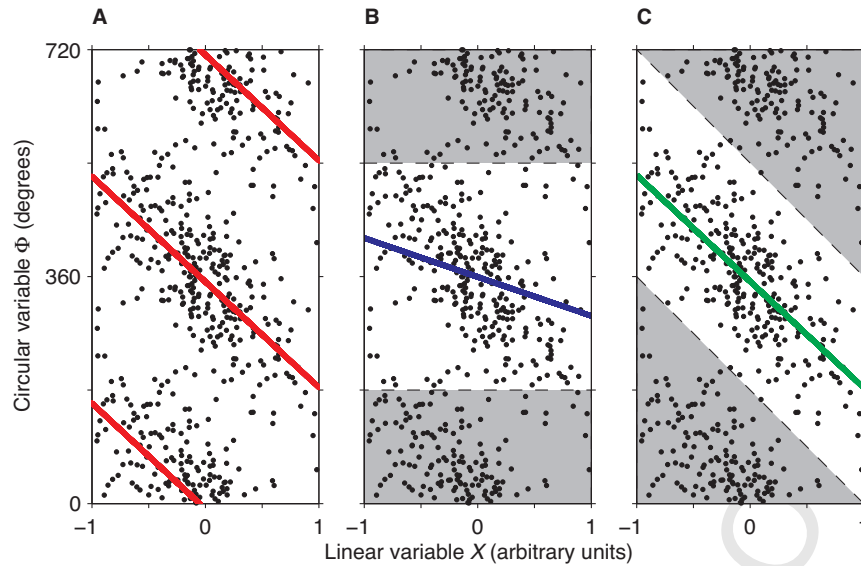 A B C
720
360
0
Circular variable Φ (degrees)
−1 0 1 −1 0 1 −1 0 1
Linear variable X (arbitrary units)